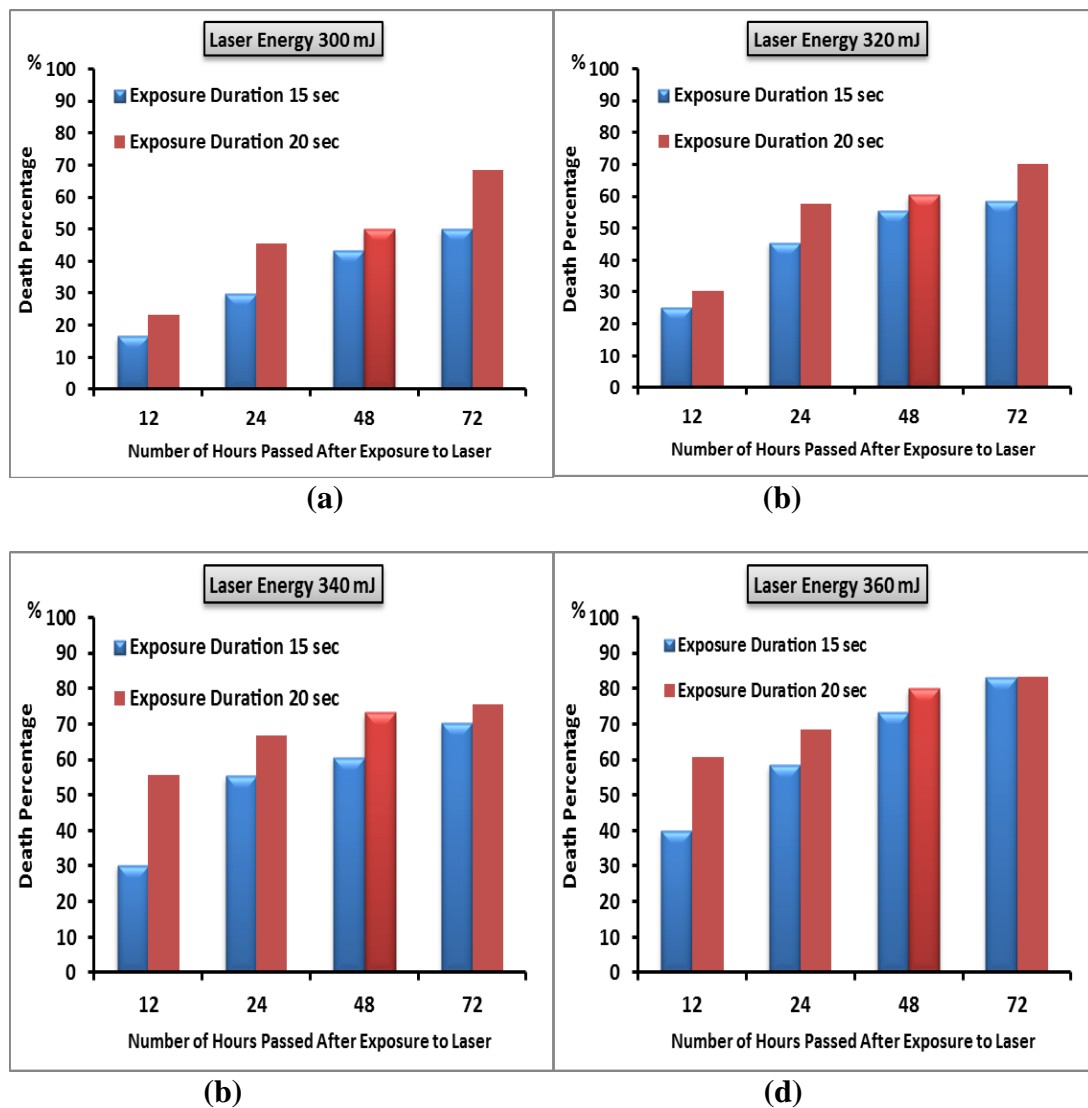 Laser Energy 300 mJ
%
100
90
80
70
60
50
40
30
20
10
0
Death Percentage
Exposure Duration 15 sec
Exposure Duration 20 sec
12 24 48 72
Number of Hours Passed After Exposure to Laser
(a)
Laser Energy 320 mJ
%
100
90
80
70
60
50
40
30
20
10
0
Death Percentage
Exposure Duration 15 sec
Exposure Duration 20 sec
12 24 48 72
Number of Hours Passed After Exposure to Laser
(b)
Laser Energy 340 mJ
%
100
90
80
70
60
50
40
30
20
10
0
Death Percentage
Exposure Duration 15 sec
Exposure Duration 20 sec
12 24 48 72
Number of Hours Passed After Exposure to Laser
(b)
Laser Energy 360 mJ
%
100
90
80
70
60
50
40
30
20
10
0
Death Percentage
Exposure Duration 15 sec
Exposure Duration 20 sec
12 24 48 72
Number of Hours Passed After Exposure to Laser
(d)